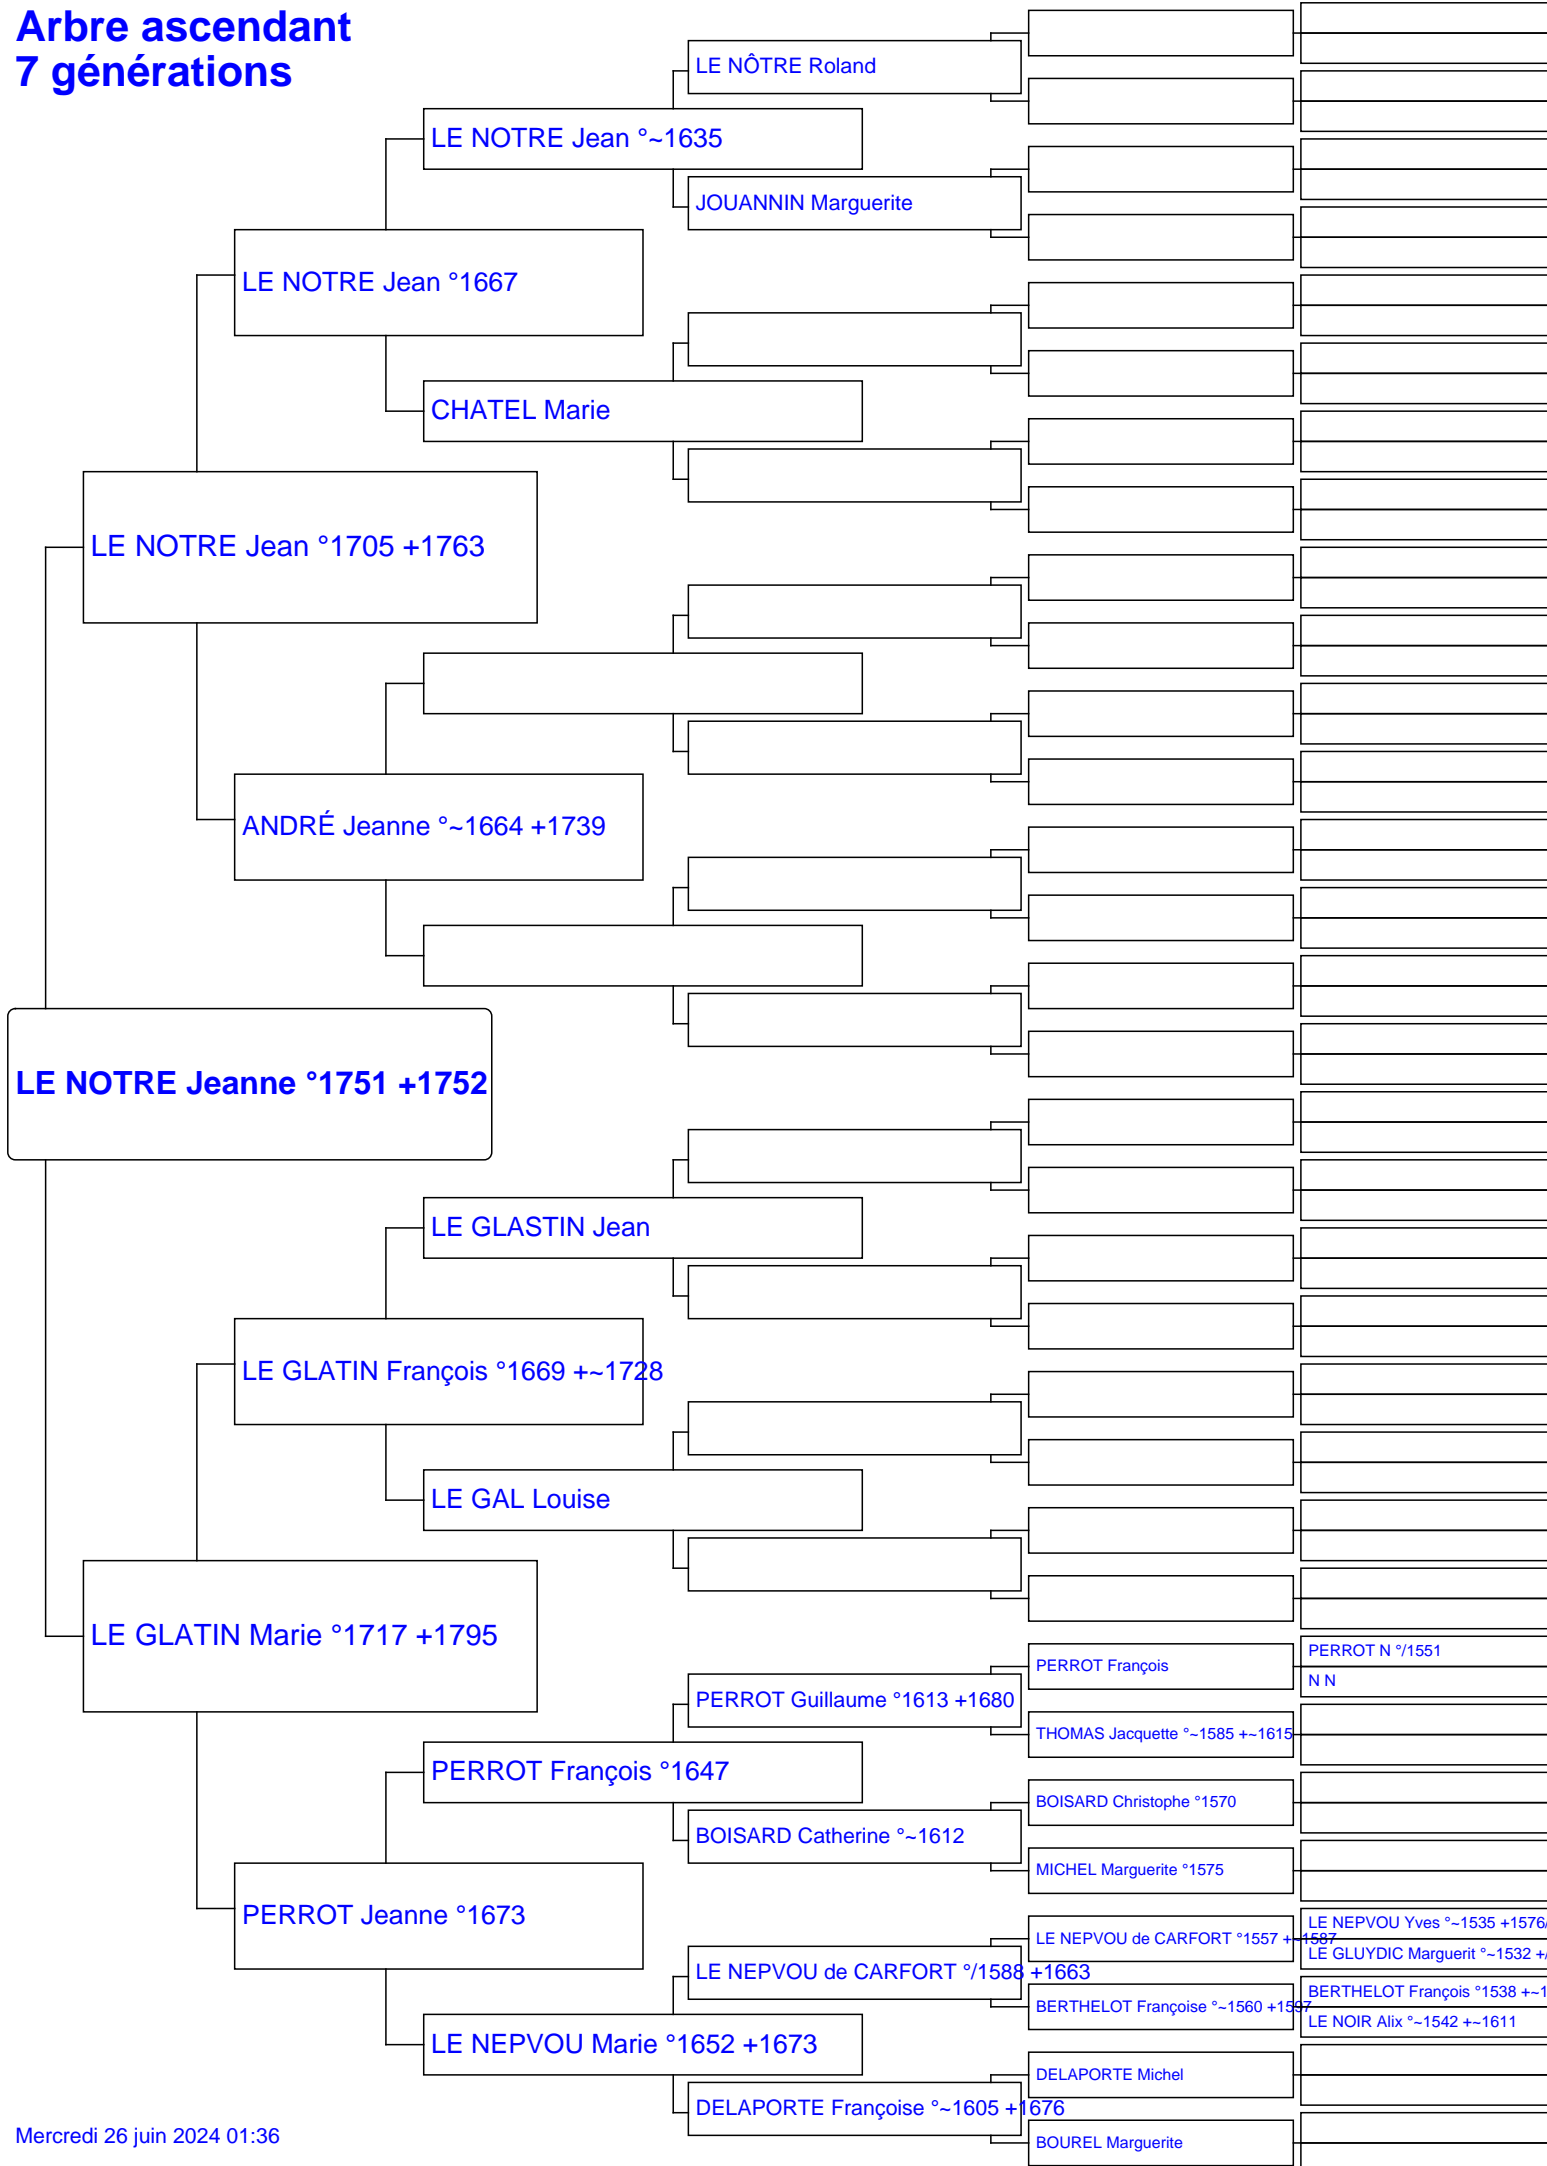 Arbre ascendant
7 générations
LE NÔTRE Roland
LE NOTRE Jean °~1635
JOUANNIN Marguerite
LE NOTRE Jean °1667
CHATEL Marie
LE NOTRE Jean °1705 +1763
ANDRÉ Jeanne °~1664 +1739
LE NOTRE Jeanne °1751 +1752
LE GLASTIN Jean
LE GLATIN François °1669 +~1728
LE GAL Louise
LE GLATIN Marie °1717 +1795
PERROT N °/1551
PERROT François
N N
PERROT Guillaume °1613 +1680
THOMAS Jacquette °~1585 +~1615
PERROT François °1647
BOISARD Christophe °1570
BOISARD Catherine °~1612
MICHEL Marguerite °1575
PERROT Jeanne °1673
LE NEPVOU Yves °~1535 +1576/
LE NEPVOU de CARFORT °1557 +~1587
LE GLUYDIC Marguerit °~1532 +/
LE NEPVOU de CARFORT °/1588 +1663
BERTHELOT François °1538 +~1
BERTHELOT Françoise °~1560 +1597
LE NOIR Alix °~1542 +~1611
LE NEPVOU Marie °1652 +1673
DELAPORTE Michel
DELAPORTE Françoise °~1605 +1676
BOUREL Marguerite
Mercredi 26 juin 2024 01:36